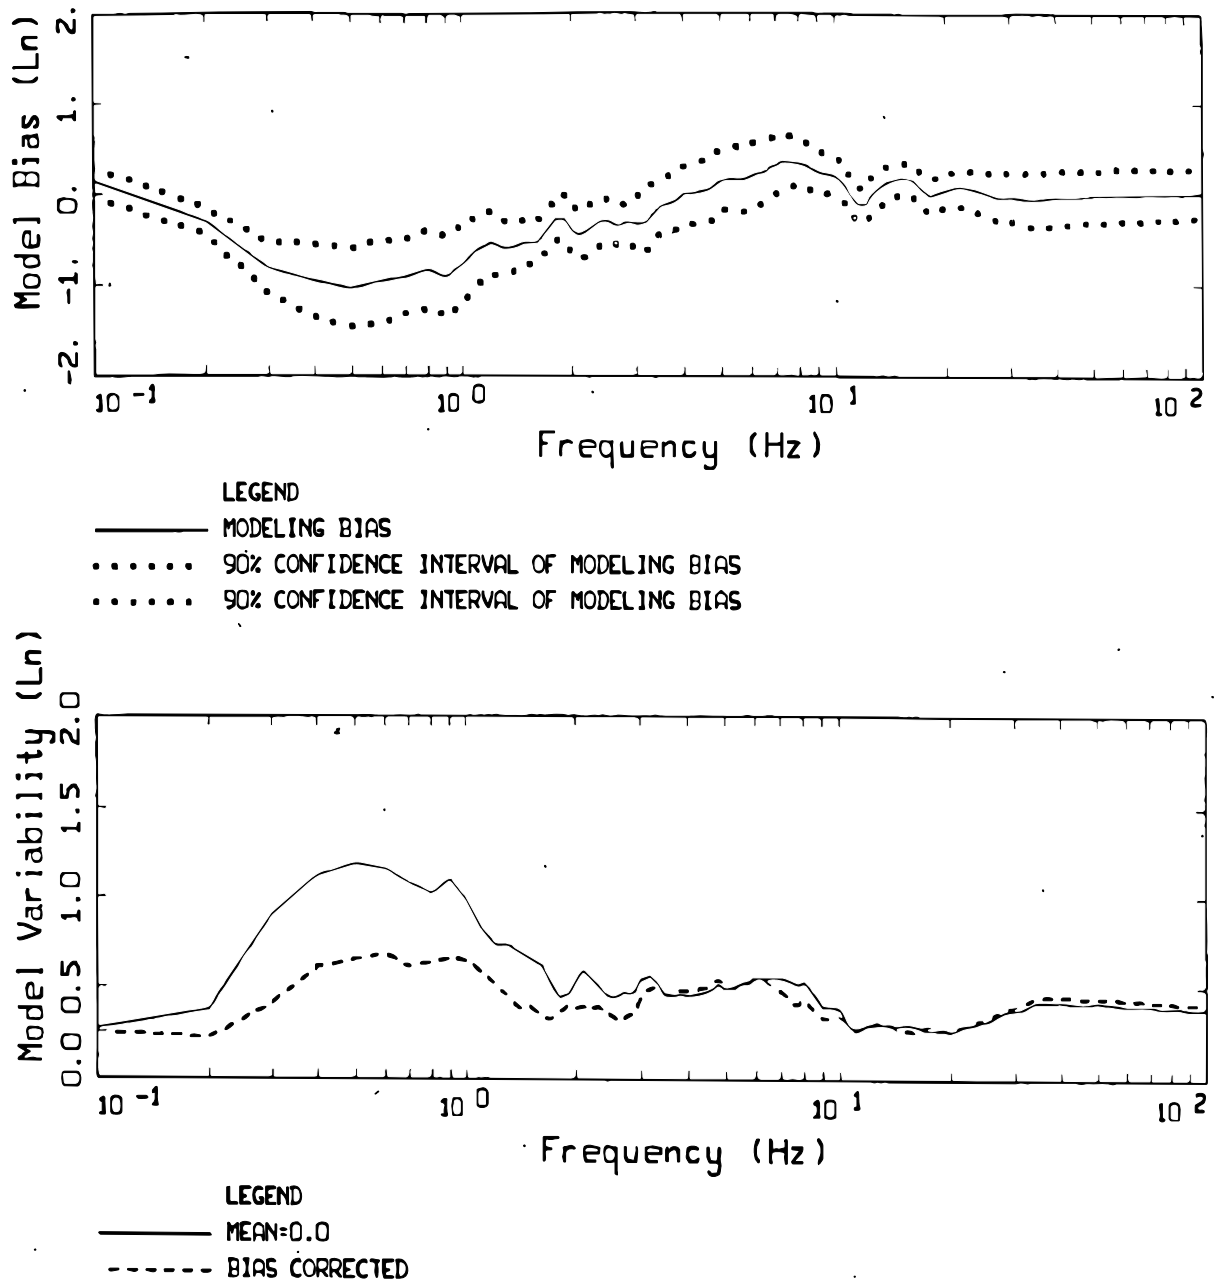 Model Bias (Ln)
2.
1.
0.
-1.
-2.
10 -1
10 0
10 1
10 2
Frequency (Hz)
LEGEND
MODELING BIAS
90% CONFIDENCE INTERVAL OF MODELING BIAS
90% CONFIDENCE INTERVAL OF MODELING BIAS
Model Variability (Ln)
2.0
1.5
1.0
0.5
0.0
10 -1
10 0
10 1
10 2
Frequency (Hz)
LEGEND
MEAN=0.0
BIAS CORRECTED